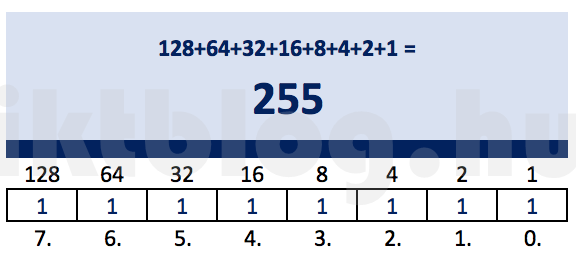 128+64+32+16+8+4+2+1 =
255
128 64 32 16 8 4 2 1
1 1 1 1 1 1 1 1
7. 6. 5. 4. 3. 2. 1. 0.
iktblog.hu